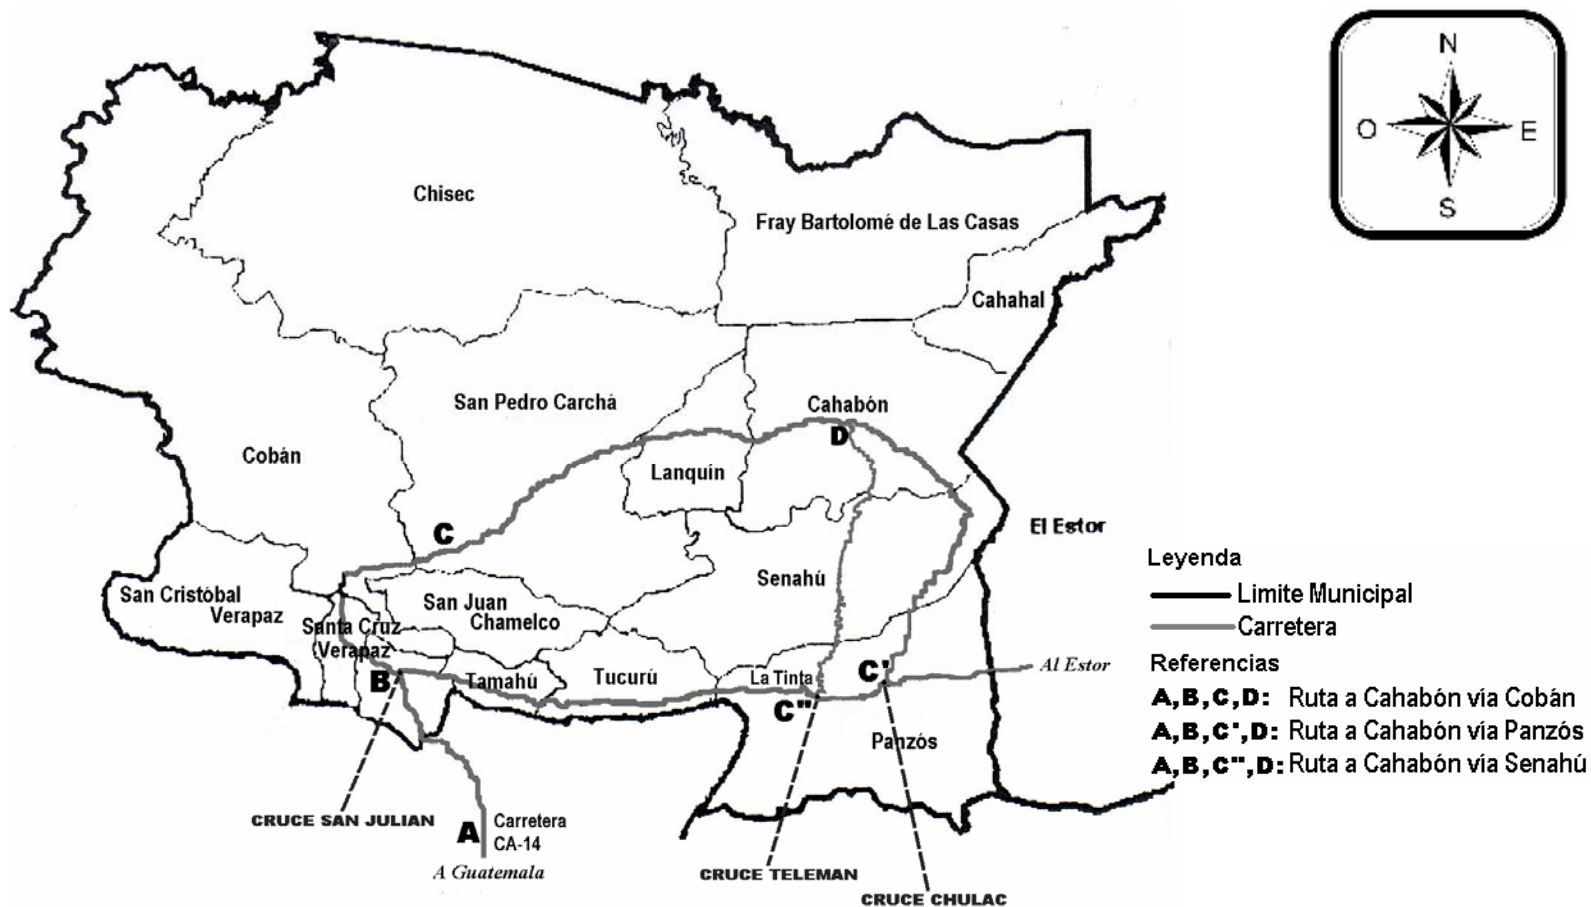 N
O
E
S
Chisec
Fray Bartolomé de Las Casas
Cahahal
San Pedro Carchá
Cahabón
D
Cobán
Lanquín
C
El Estor
Senahú
San Cristóbal
Verapaz
San Juan
Chamelco
Santa Cruz
Verapaz
B
Tamahú
Tucurú
La Tinta
C'
Al Estor
C"
Panzós
CRUCE SAN JULIAN
A
Carretera
CA-14
A Guatemala
CRUCE TELEMAN
CRUCE CHULAC
Leyenda
Limite Municipal
Carretera
Referencias
A,B,C,D: Ruta a Cahabón vía Cobán
A,B,C',D: Ruta a Cahabón vía Panzós
A,B,C",D: Ruta a Cahabón vía Senahú